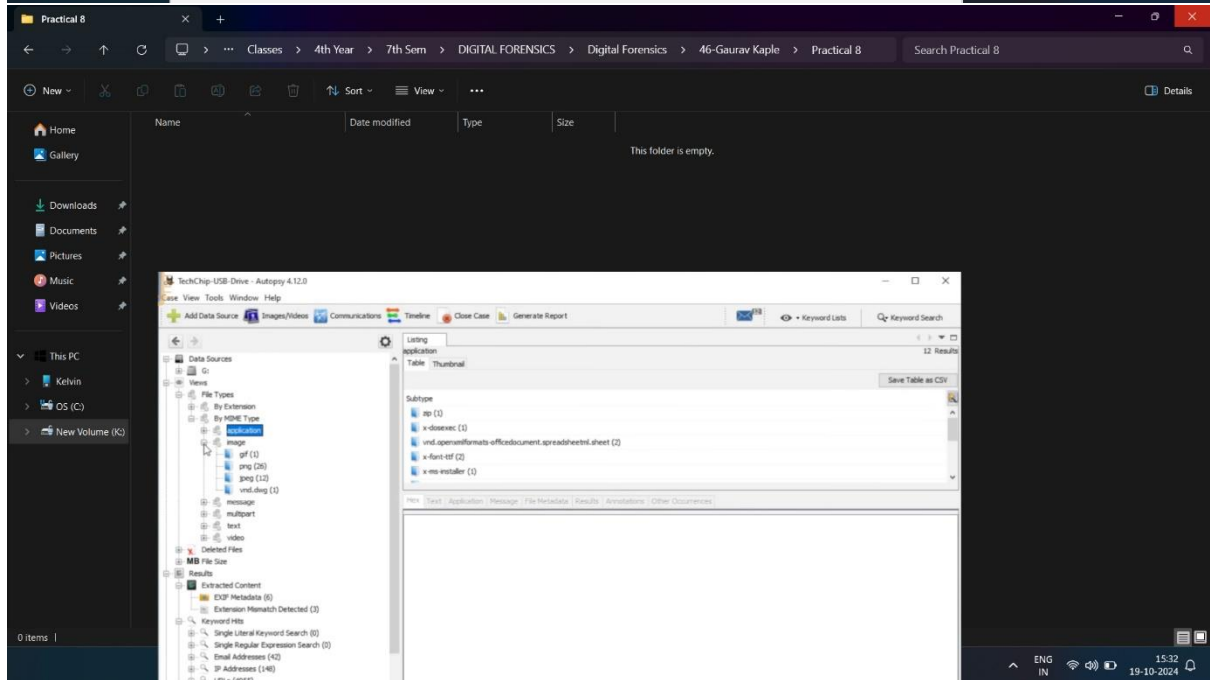 Practical 8
Classes > 4th Year > 7th Sem > DIGITAL FORENSICS > Digital Forensics > 46-Gaurav Kaple > Practical 8
Search Practical 8
New Sort View Details
Name Date modified Type Size
This folder is empty.
Home
Gallery
Downloads
Documents
Pictures
Music
Videos
This PC
Kelvin
OS (C:)
New Volume (K:)
0 items
TechChip-USB-Drive - Autopsy 4.12.0
Case View Tools Window Help
Add Data Source Images/Videos Communications Timeline Close Case Generate Report Keyword Lists Keyword Search
Data Sources
G:
Views
File Types
By Extension
By MIME Type
application
image
gif (1)
png (26)
jpeg (12)
vnd.dwg (1)
message
multipart
text
video
Deleted Files
MB File Size
Results
Extracted Content
EXIF Metadata (6)
Extension Mismatch Detected (3)
Keyword Hits
Single Literal Keyword Search (0)
Single Regular Expression Search (0)
Email Addresses (42)
IP Addresses (148)
Listing
application
12 Results
Table Thumbnail
Save Table as CSV
Subtype
zip (1)
x-dosexec (1)
vnd.openxmlformats-officedocument.spreadsheetml.sheet (2)
x-font-ttf (2)
x-ms-installer (1)
Hex Text Application Message File Metadata Results Annotations Other Occurrences
ENG
IN
15:32
19-10-2024